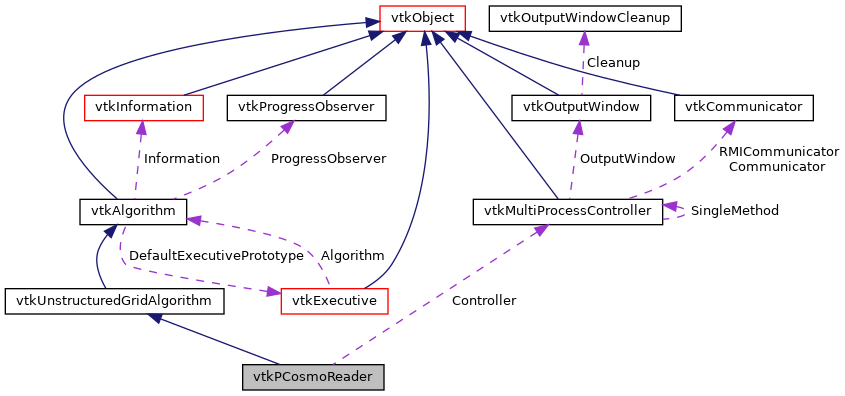 vtkObject
vtkOutputWindowCleanup
Cleanup
vtkInformation
vtkProgressObserver
vtkOutputWindow
vtkCommunicator
Information
ProgressObserver
OutputWindow
RMICommunicator
Communicator
vtkAlgorithm
vtkMultiProcessController
SingleMethod
DefaultExecutivePrototype
Algorithm
vtkUnstructuredGridAlgorithm
vtkExecutive
Controller
vtkPCosmoReader